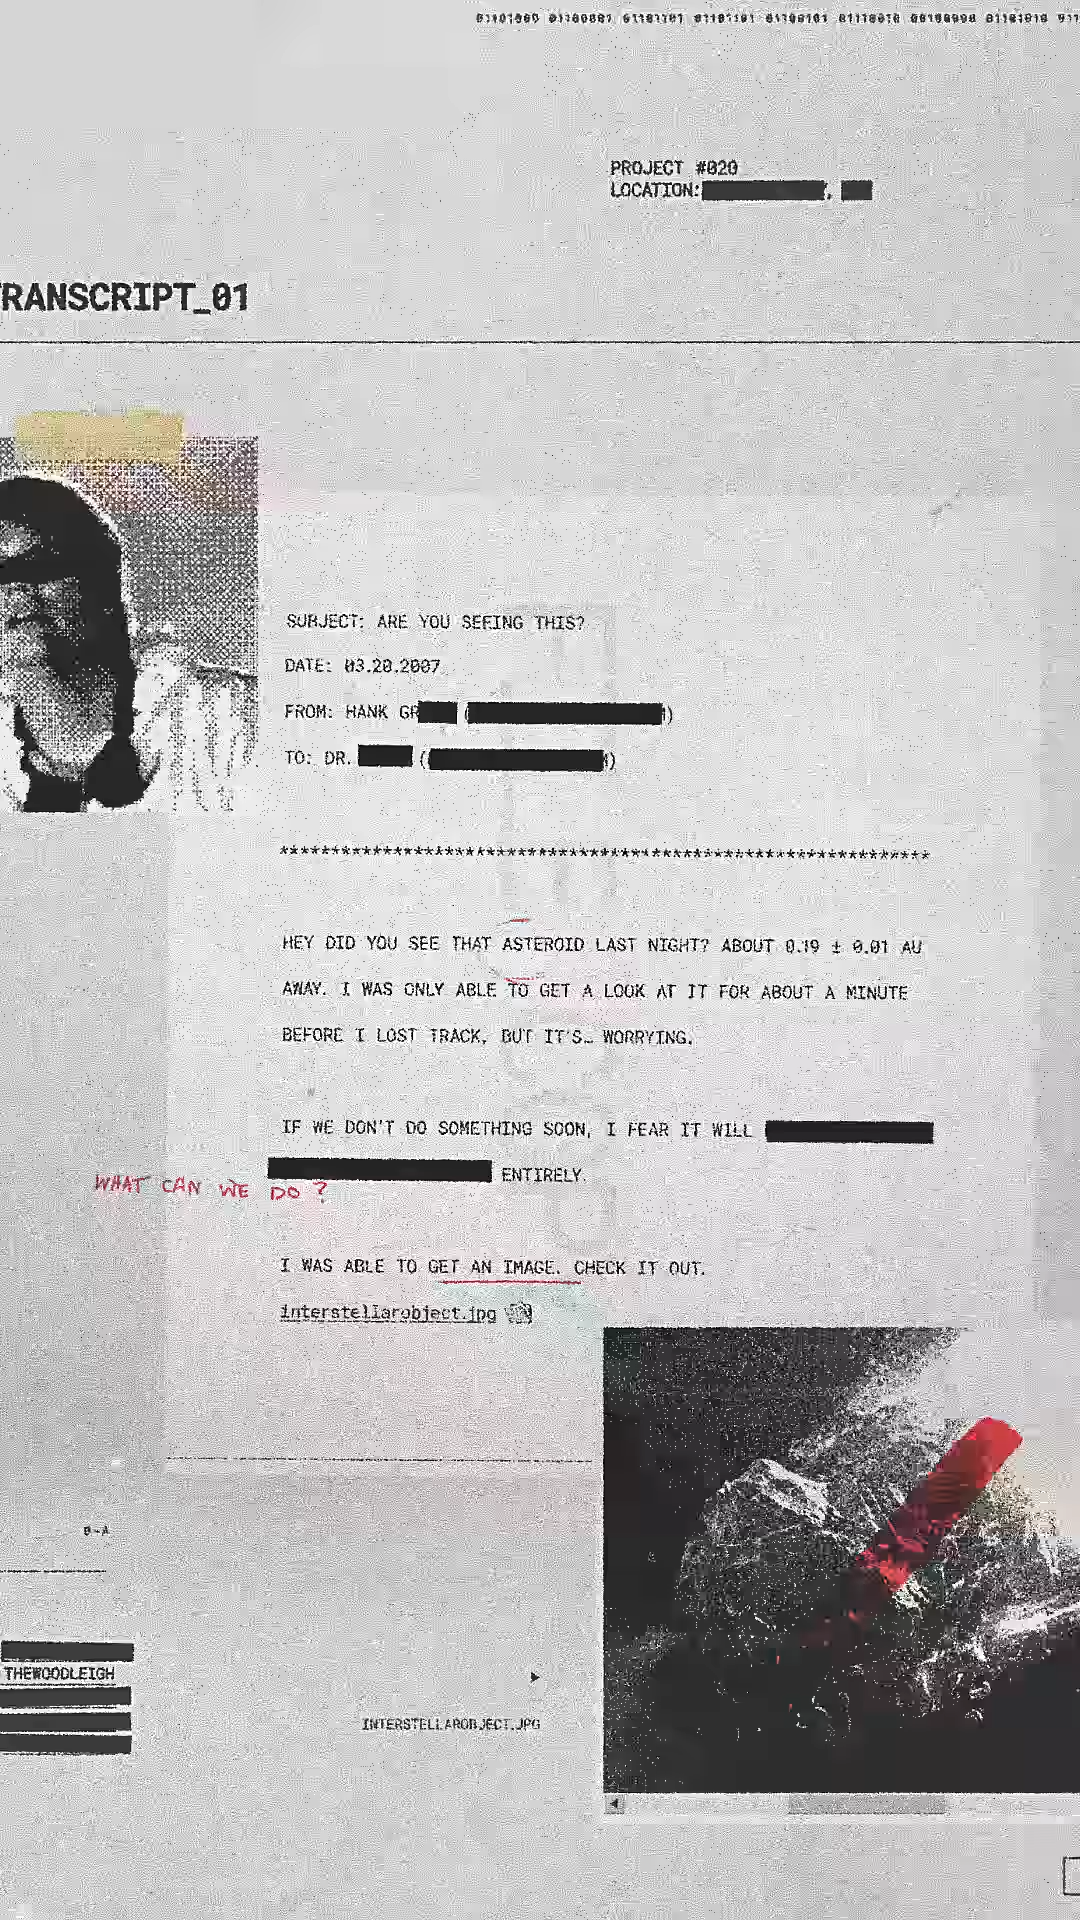 PROJECT #020
LOCATION: ,
TRANSCRIPT_01
SUBJECT: ARE YOU SEEING THIS?
DATE: 03.20.2007
FROM: HANK GR ( )
TO: DR. ( )
************************************************************
HEY DID YOU SEE THAT ASTEROID LAST NIGHT? ABOUT 0.19 ± 0.01 AU
AWAY. I WAS ONLY ABLE TO GET A LOOK AT IT FOR ABOUT A MINUTE
BEFORE I LOST TRACK, BUT IT'S… WORRYING.
IF WE DON'T DO SOMETHING SOON, I FEAR IT WILL
ENTIRELY.
WHAT CAN WE DO ?
I WAS ABLE TO GET AN IMAGE. CHECK IT OUT.
interstellarobject.jpg
0-A
THEWOODLEIGH
INTERSTELLAROBJECT.JPG